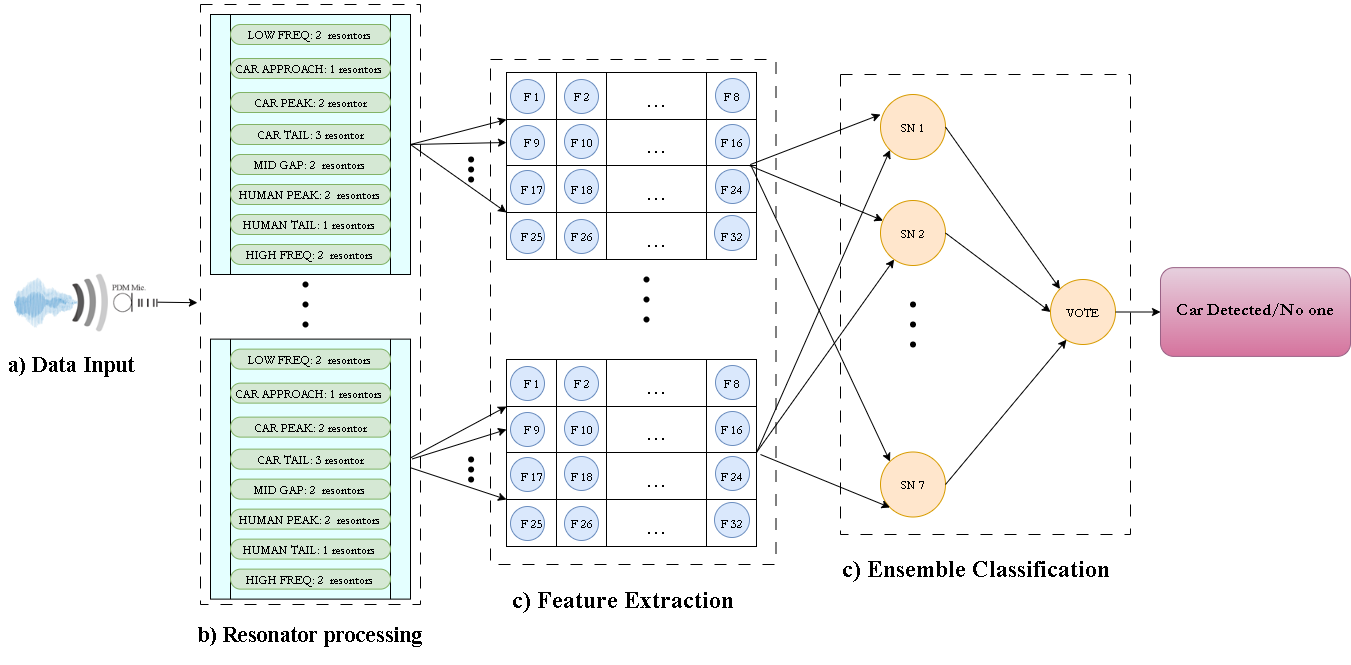 PDM Mic.
a) Data Input
LOW FREQ: 2 resontors
CAR APPROACH: 1 resontors
CAR PEAK: 2 resontor
CAR TAIL: 3 resontor
MID GAP: 2 resontors
HUMAN PEAK: 2 resontors
HUMAN TAIL: 1 resontors
HIGH FREQ: 2 resontors
LOW FREQ: 2 resontors
CAR APPROACH: 1 resontors
CAR PEAK: 2 resontor
CAR TAIL: 3 resontor
MID GAP: 2 resontors
HUMAN PEAK: 2 resontors
HUMAN TAIL: 1 resontors
HIGH FREQ: 2 resontors
b) Resonator processing
F 1 F 2 ... F 8
F 9 F 10 ... F 16
F 17 F 18 ... F 24
F 25 F 26 ... F 32
F 1 F 2 ... F 8
F 9 F 10 ... F 16
F 17 F 18 ... F 24
F 25 F 26 ... F 32
c) Feature Extraction
SN 1
SN 2
SN 7
VOTE
c) Ensemble Classification
Car Detected/No one